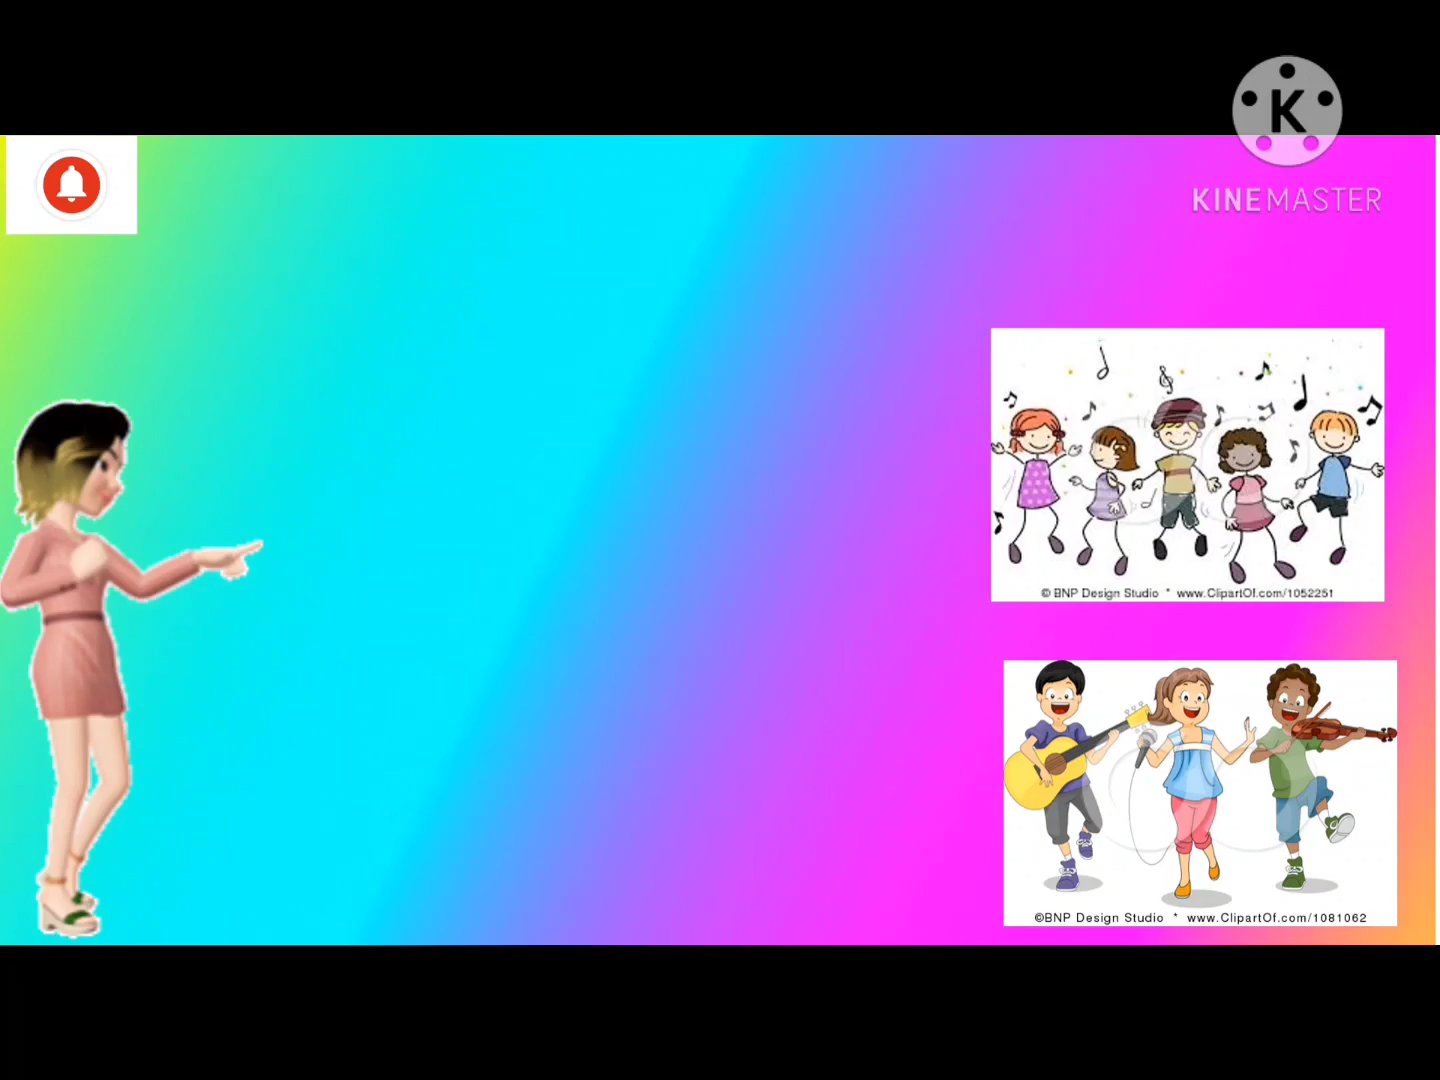 K
KINEMASTER
© BNP Design Studio * www.ClipartOf.com/1052251
©BNP Design Studio * www.ClipartOf.com/1081062